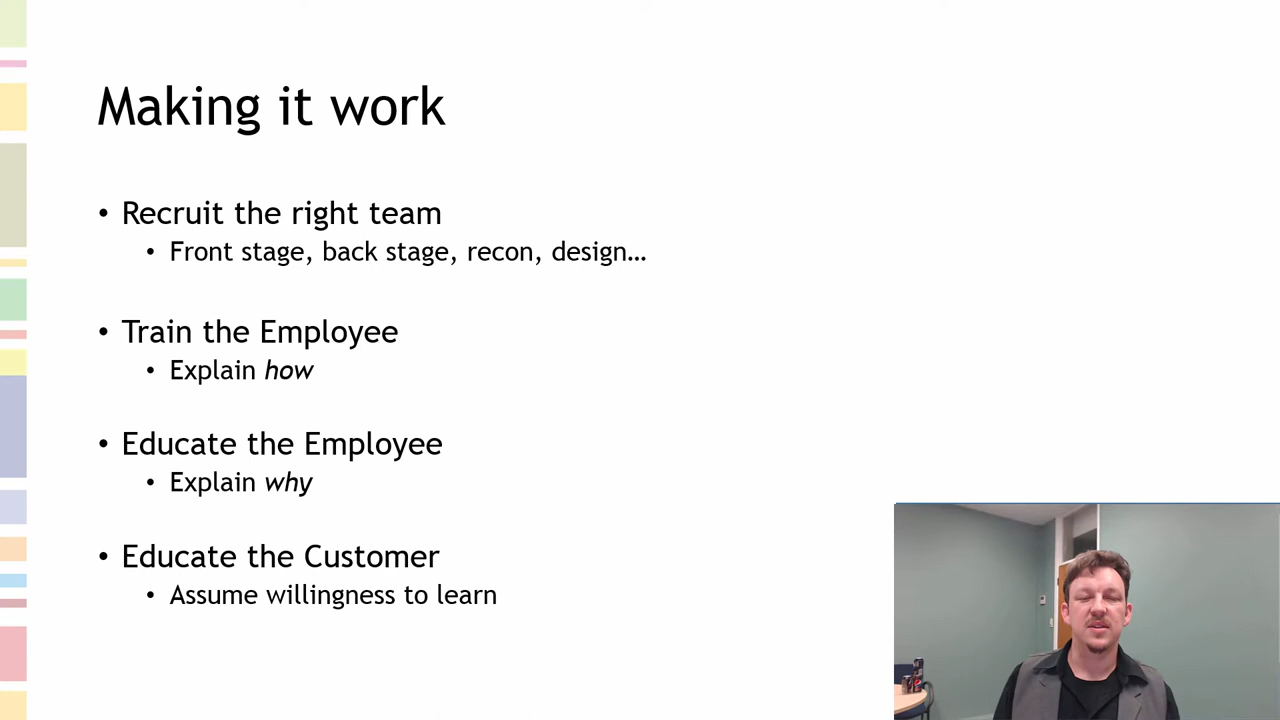 Making it work
• Recruit the right team
• Front stage, back stage, recon, design…
• Train the Employee
• Explain how
• Educate the Employee
• Explain why
• Educate the Customer
• Assume willingness to learn